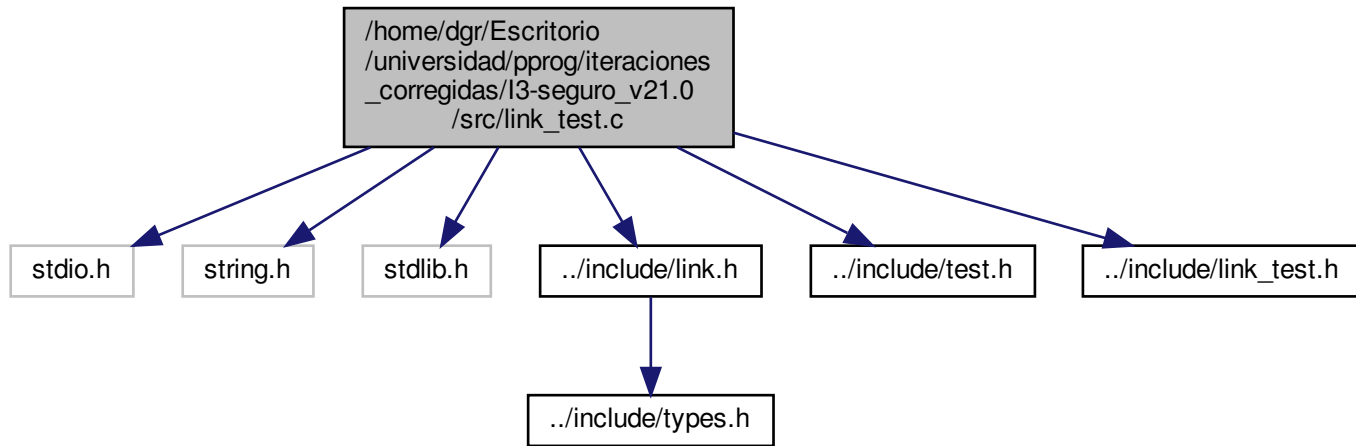 /home/dgr/Escritorio
/universidad/pprog/iteraciones
_corregidas/I3-seguro_v21.0
/src/link_test.c
stdio.h
string.h
stdlib.h
../include/link.h
../include/test.h
../include/link_test.h
../include/types.h